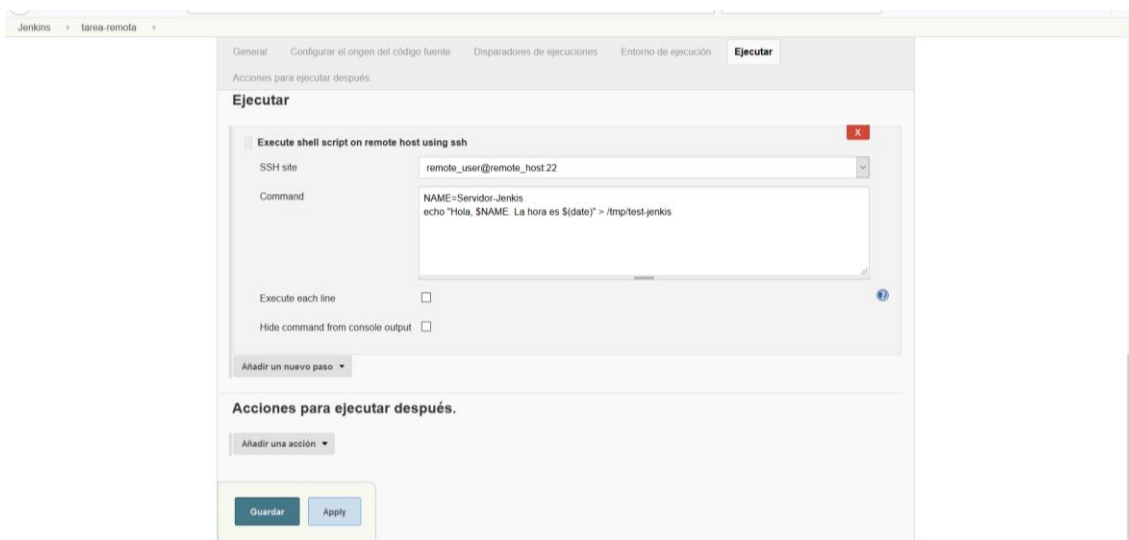 Jenkins tarea-remota
General Configurar el origen del código fuente Disparadores de ejecuciones Entorno de ejecución Ejecutar
Acciones para ejecutar después.
Ejecutar
X
Execute shell script on remote host using ssh
SSH site remote_user@remote_host:22
Command NAME=Servidor-Jenkis
echo "Hola, $NAME. La hora es $(date)" > /tmp/test-jenkis
Execute each line
Hide command from console output
Añadir un nuevo paso
Acciones para ejecutar después.
Añadir una acción
Guardar Apply